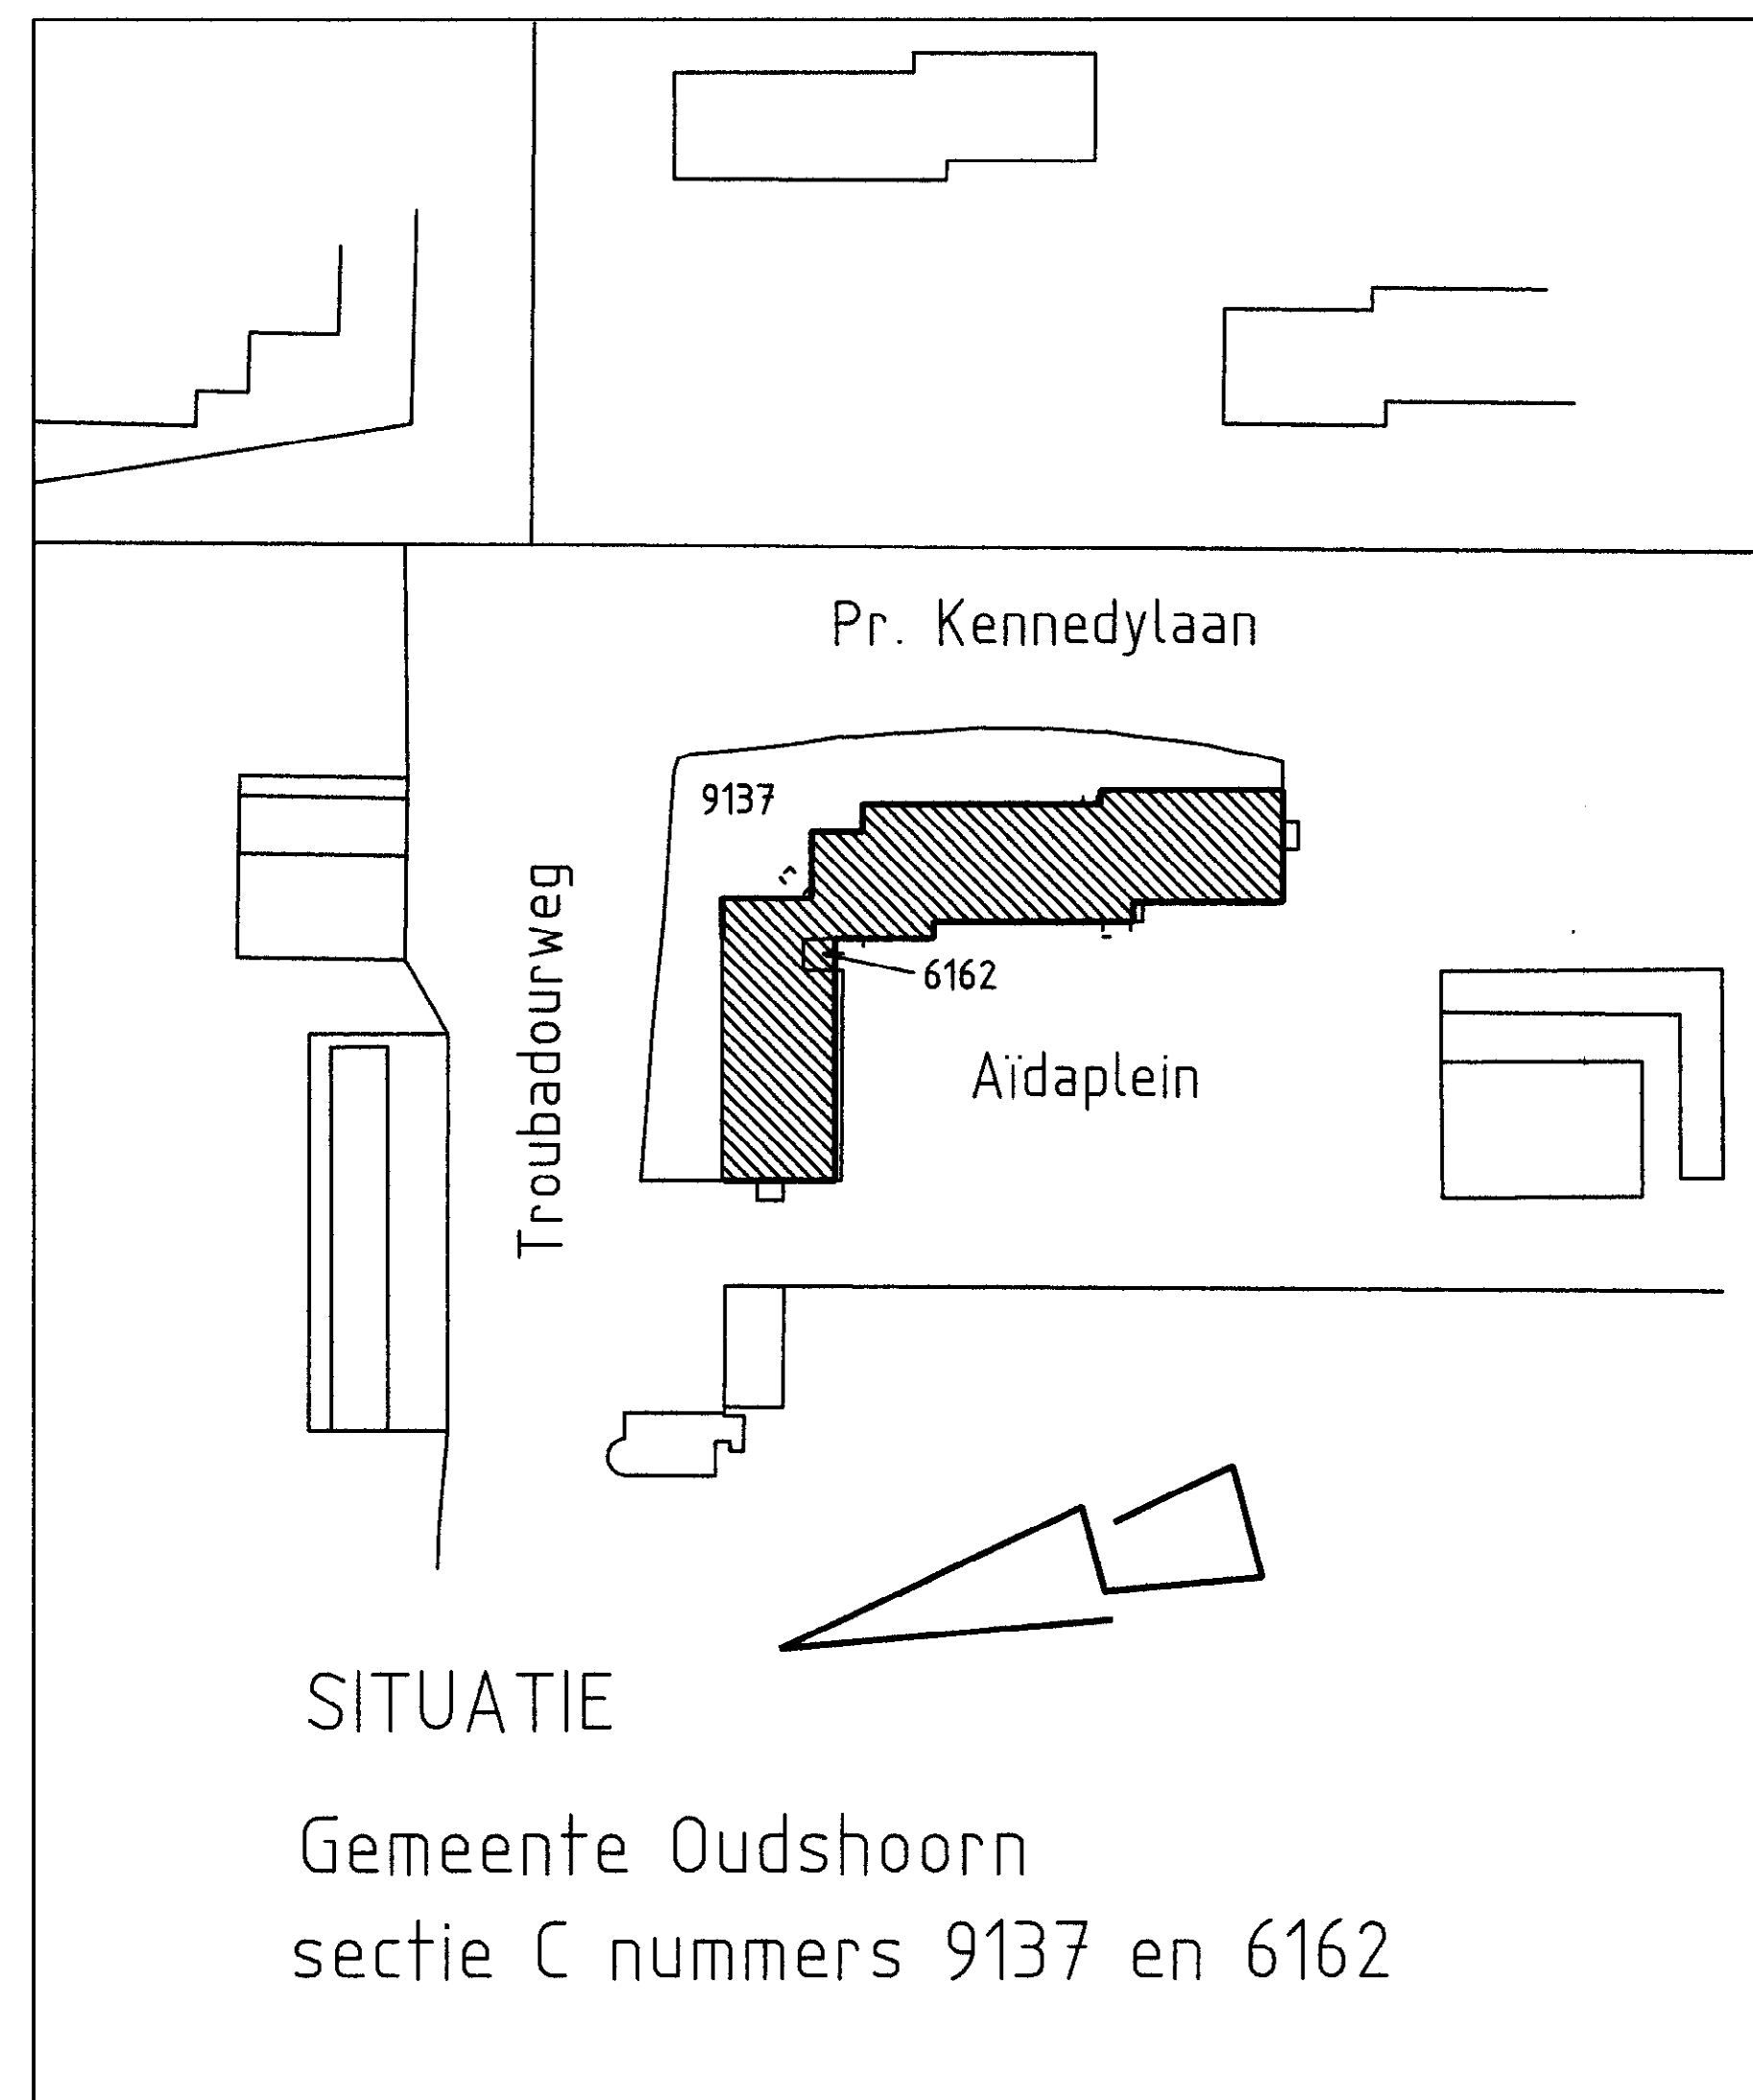 Pr. Kennedylaan
9137
Troubadourweg
6162
Aïdaplein
SITUATIE
Gemeente Oudshoorn
sectie C nummers 9137 en 6162